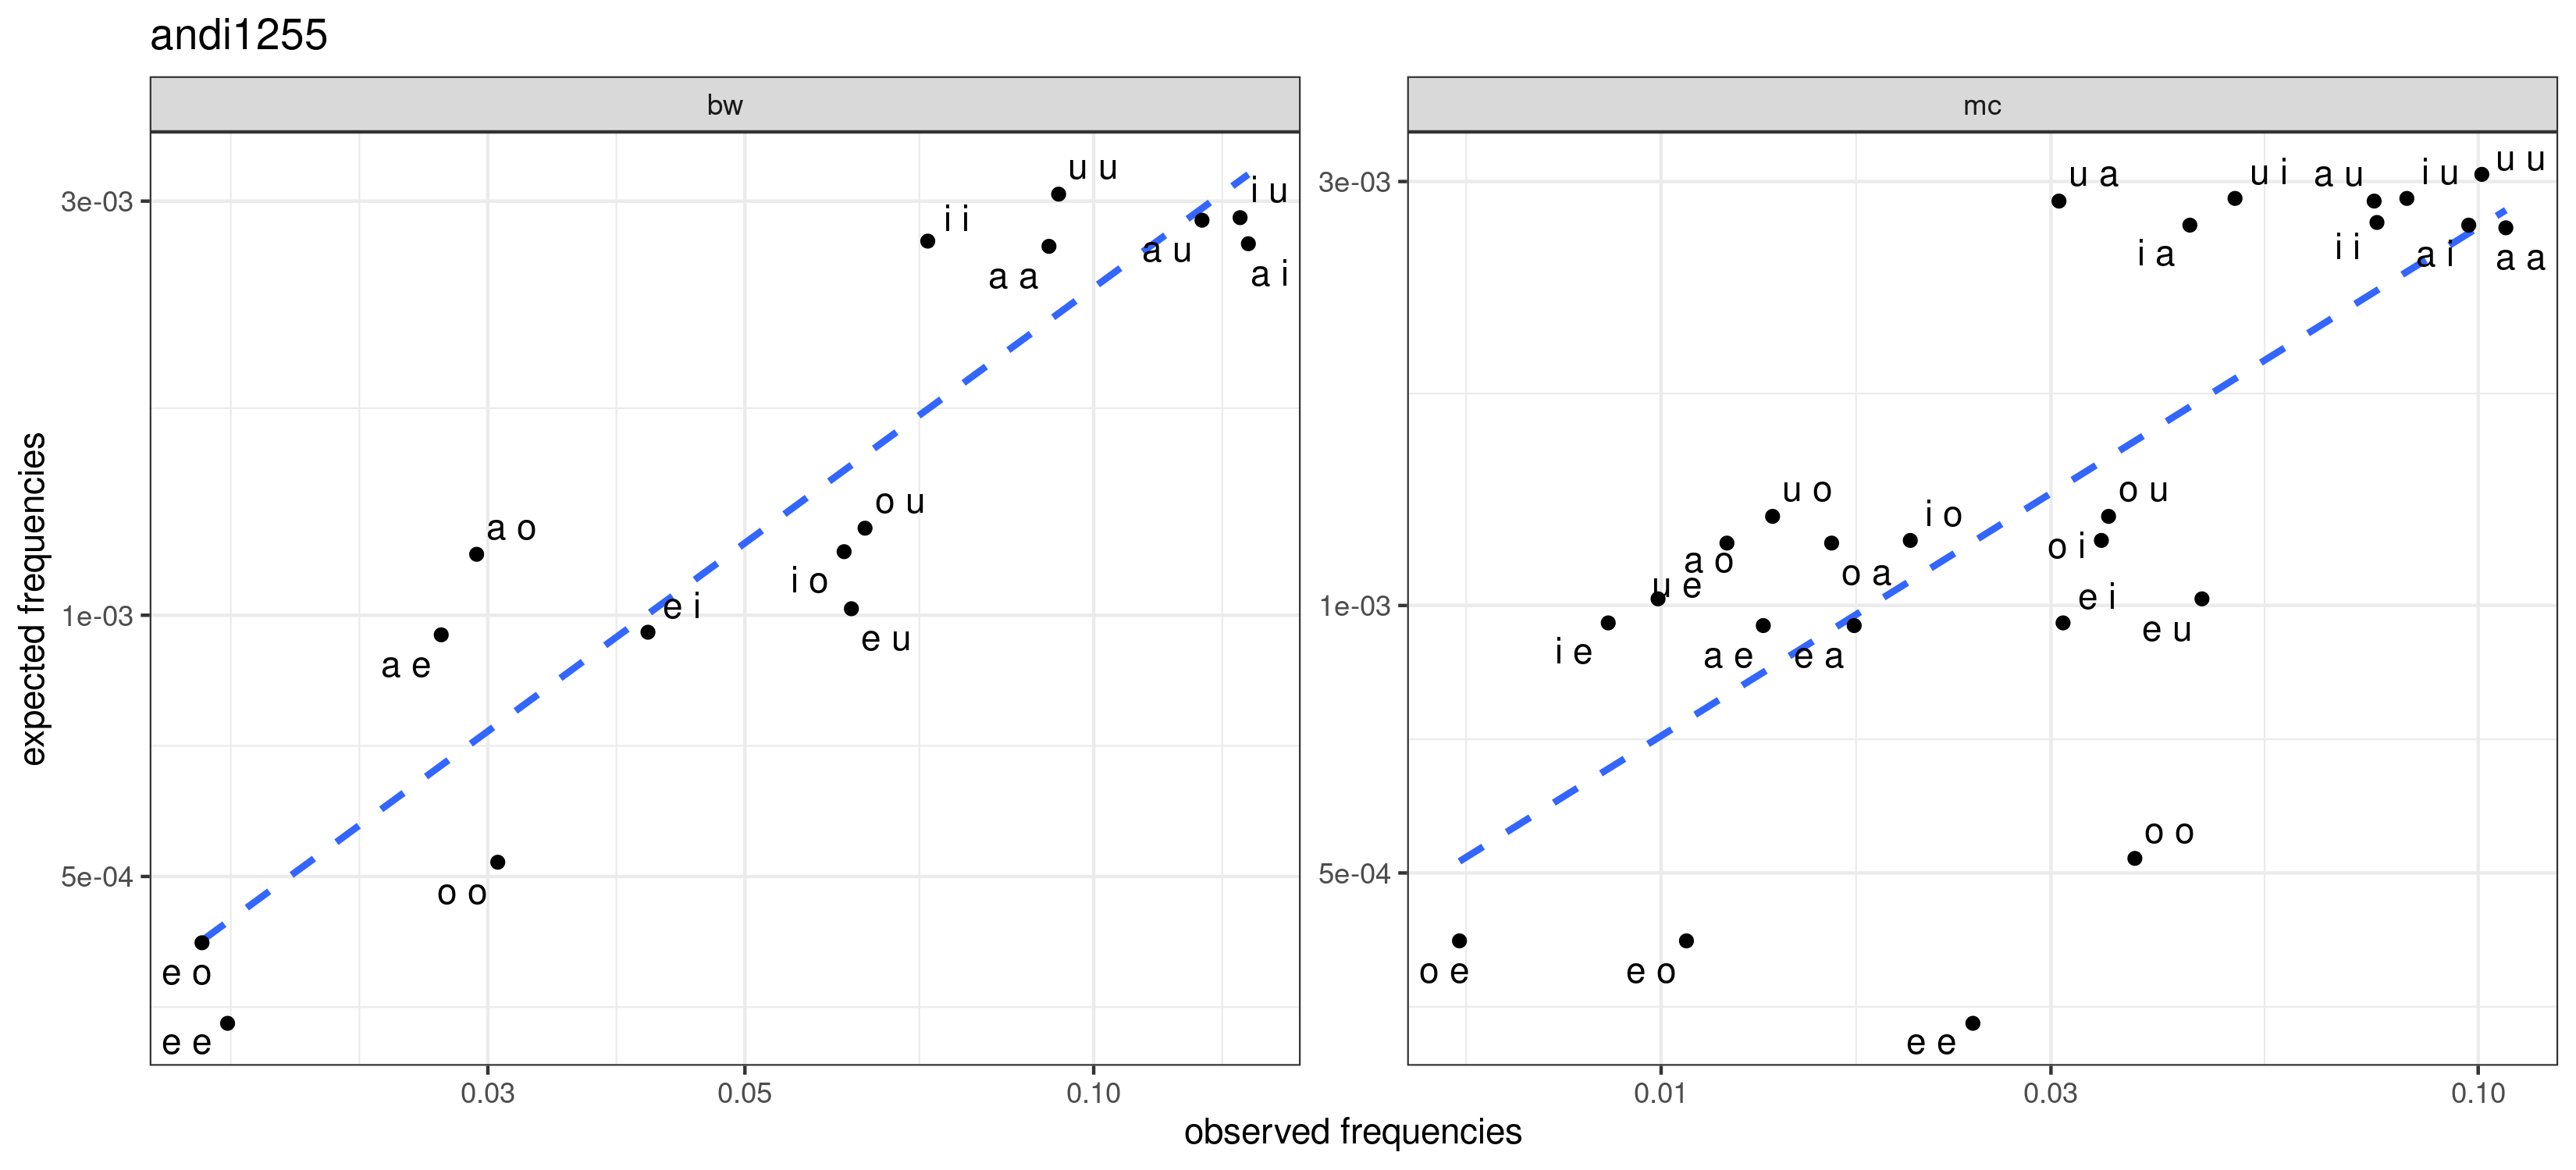 andi1255
bw
mc
expected frequencies
3e-03
1e-03
5e-04
u u
i i
i u
a a
a u
a i
o u
a o
i o
e i
e u
a e
o o
e o
e e
0.03
0.05
0.10
3e-03
1e-03
5e-04
u u
u a
u i
a u
i u
i a
i i
a i
a a
u o
o u
i o
a o
o i
o a
u e
e i
i e
a e
e a
e u
o o
o e
e o
e e
0.01
0.03
0.10
observed frequencies